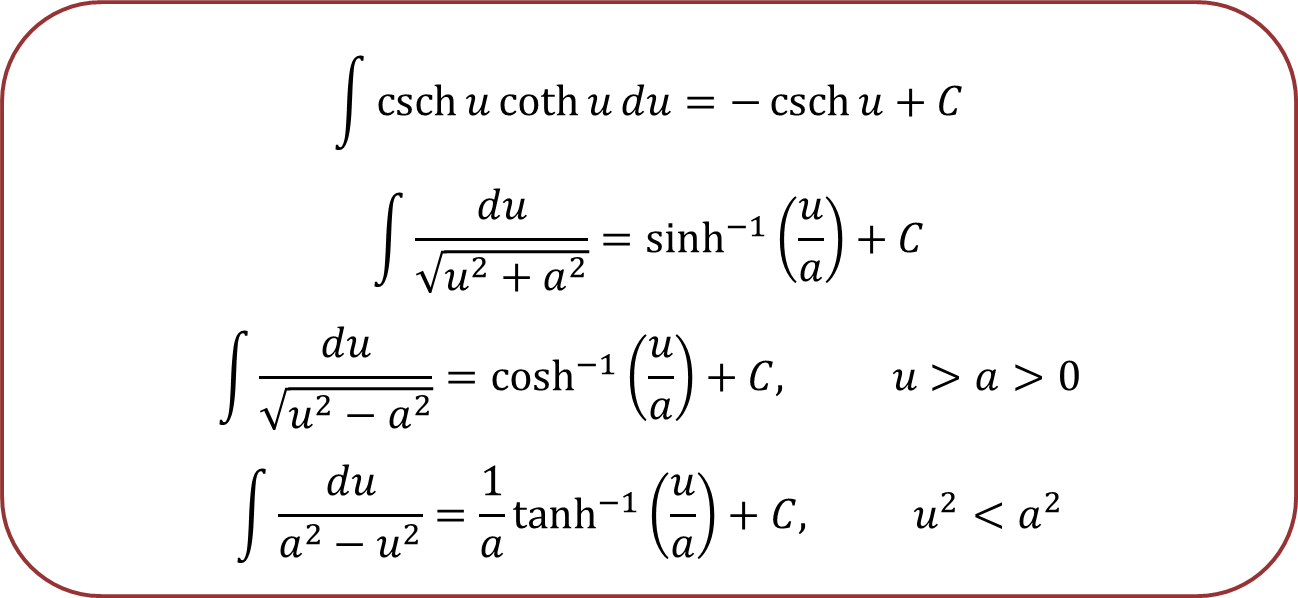 ∫ csch u coth u du = − csch u + C
∫ du/√(u² + a²) = sinh⁻¹ (u/a) + C
∫ du/√(u² − a²) = cosh⁻¹ (u/a) + C, u > a > 0
∫ du/(a² − u²) = 1/a tanh⁻¹ (u/a) + C, u² < a²